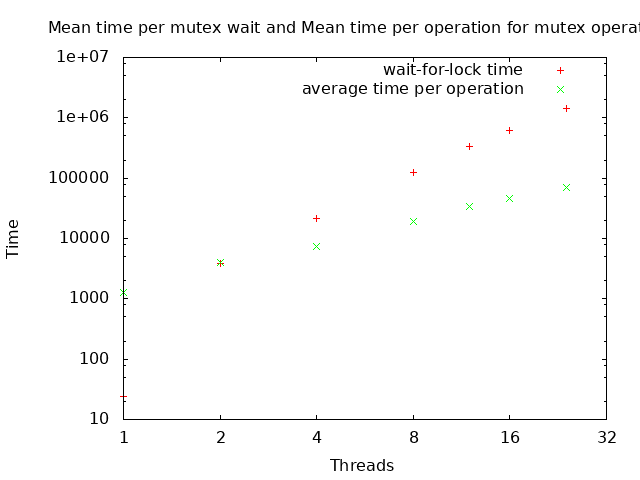 Mean time per mutex wait and Mean time per operation for mutex operat
1e+07
wait-for-lock time
average time per operation
1e+06
100000
10000
1000
100
10
Time
1 2 4 8 16 32
Threads